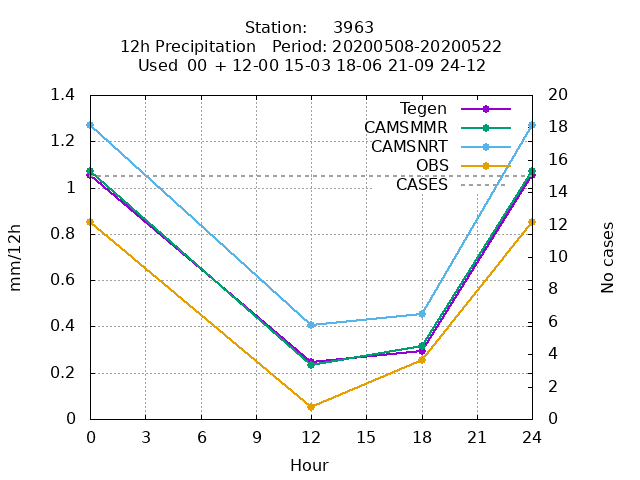 Station: 3963
12h Precipitation Period: 20200508-20200522
Used 00 + 12-00 15-03 18-06 21-09 24-12
1.4
1.2
1
0.8
0.6
0.4
0.2
0
mm/12h
Tegen
CAMSMMR
CAMSNRT
OBS
CASES
20
18
16
14
12
10
8
6
4
2
0
No cases
0 3 6 9 12 15 18 21 24
Hour